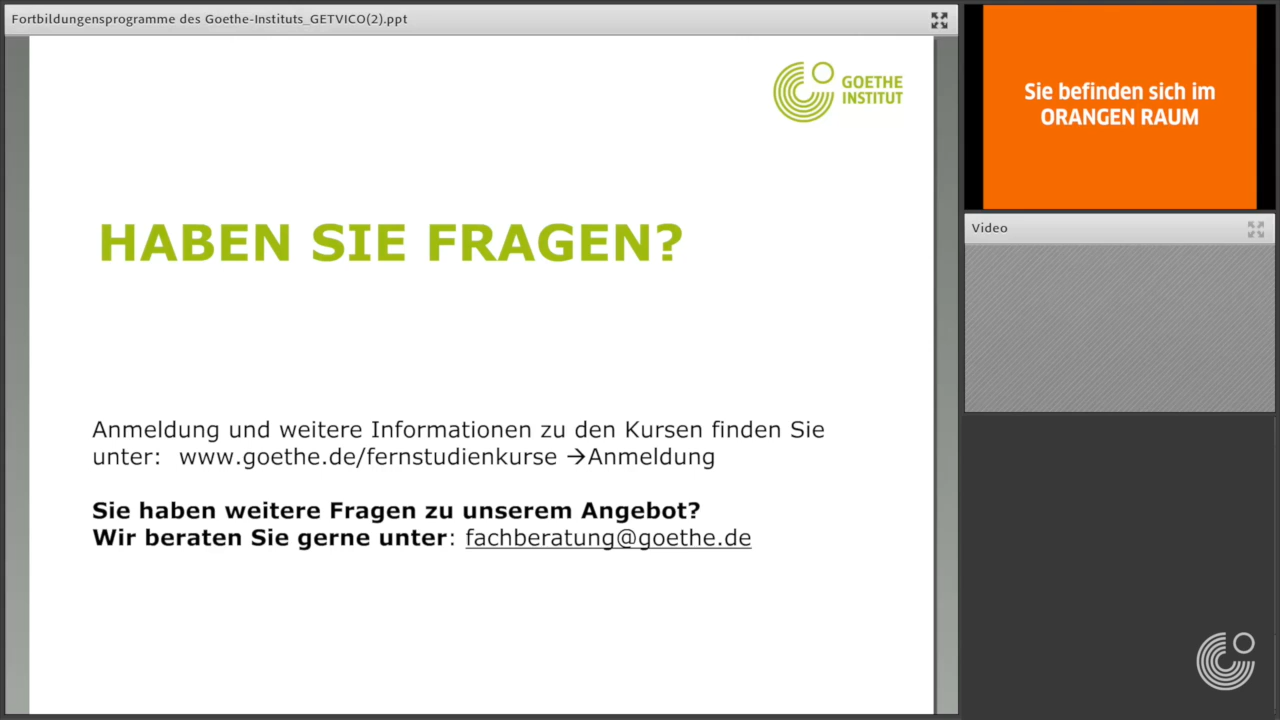 Fortbildungensprogramme des Goethe-Instituts_GETVICO(2).ppt
GOETHE
INSTITUT
HABEN SIE FRAGEN?
Anmeldung und weitere Informationen zu den Kursen finden Sie
unter: www.goethe.de/fernstudienkurse →Anmeldung
Sie haben weitere Fragen zu unserem Angebot?
Wir beraten Sie gerne unter: fachberatung@goethe.de
Sie befinden sich im
ORANGEN RAUM
Video